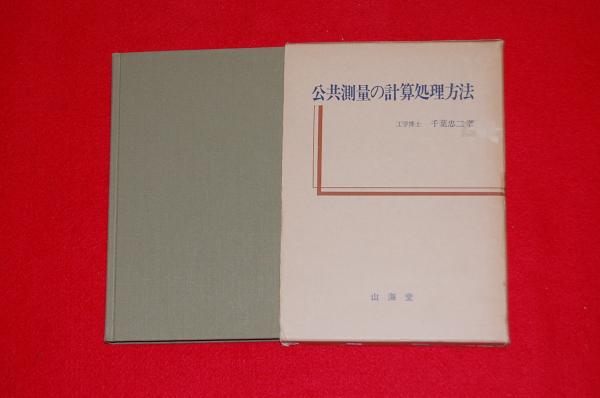 公共測量の計算処理方法
工学博士 千葉忠二著
山海堂